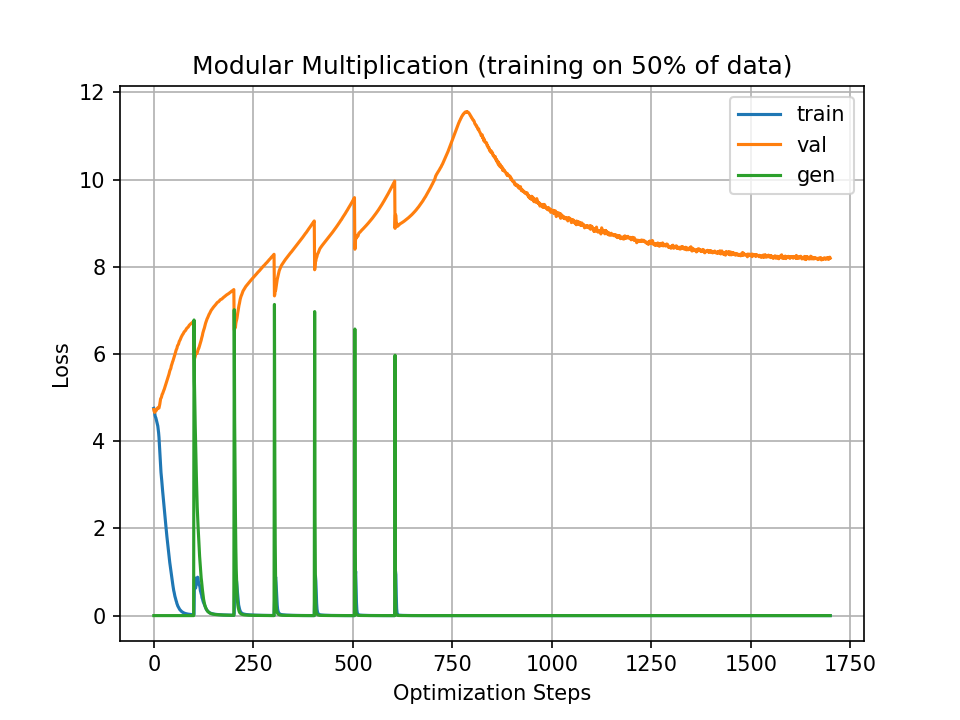 Modular Multiplication (training on 50% of data)
12
10
8
6
4
2
0
Loss
train
val
gen
0 250 500 750 1000 1250 1500 1750
Optimization Steps